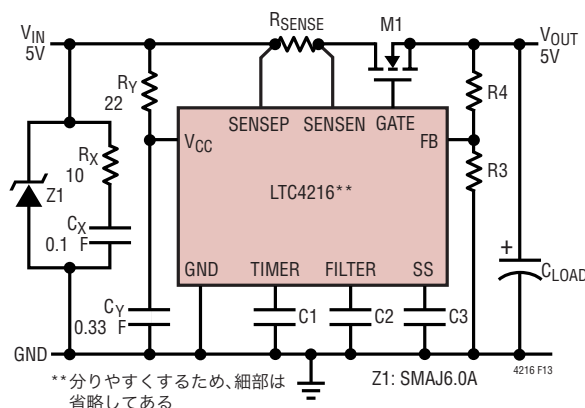 RSENSE
M1
VIN
5V
VOUT
5V
RY
22
R4
SENSEP
SENSEN
GATE
VCC
FB
RX
10
R3
Z1
LTC4216**
CX
0.1 F
GND
TIMER
FILTER
SS
+
CLOAD
CY
0.33 F
C1
C2
C3
GND
**分りやすくするため、細部は
省略してある
Z1: SMAJ6.0A
4216 F13